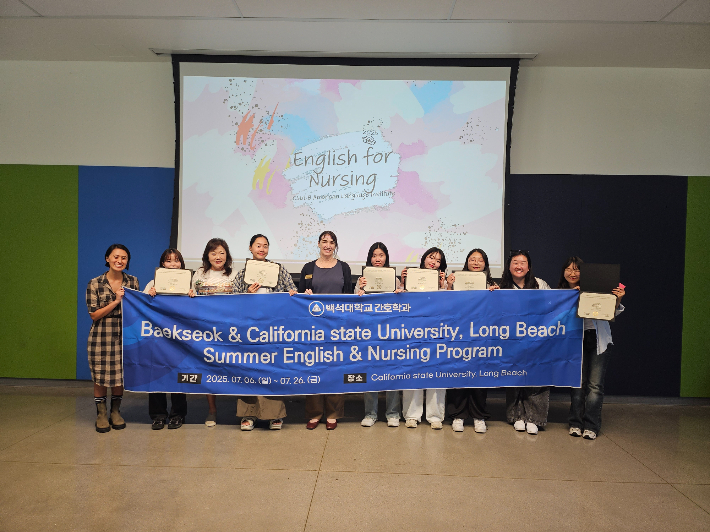 English for
Nursing
백석대학교 간호학과
Baekseok & California state University, Long Beach
Summer English & Nursing Program
기간 2025. 07. 06. (일) ~ 07. 26. (금)
장소 California state University, Long Beach